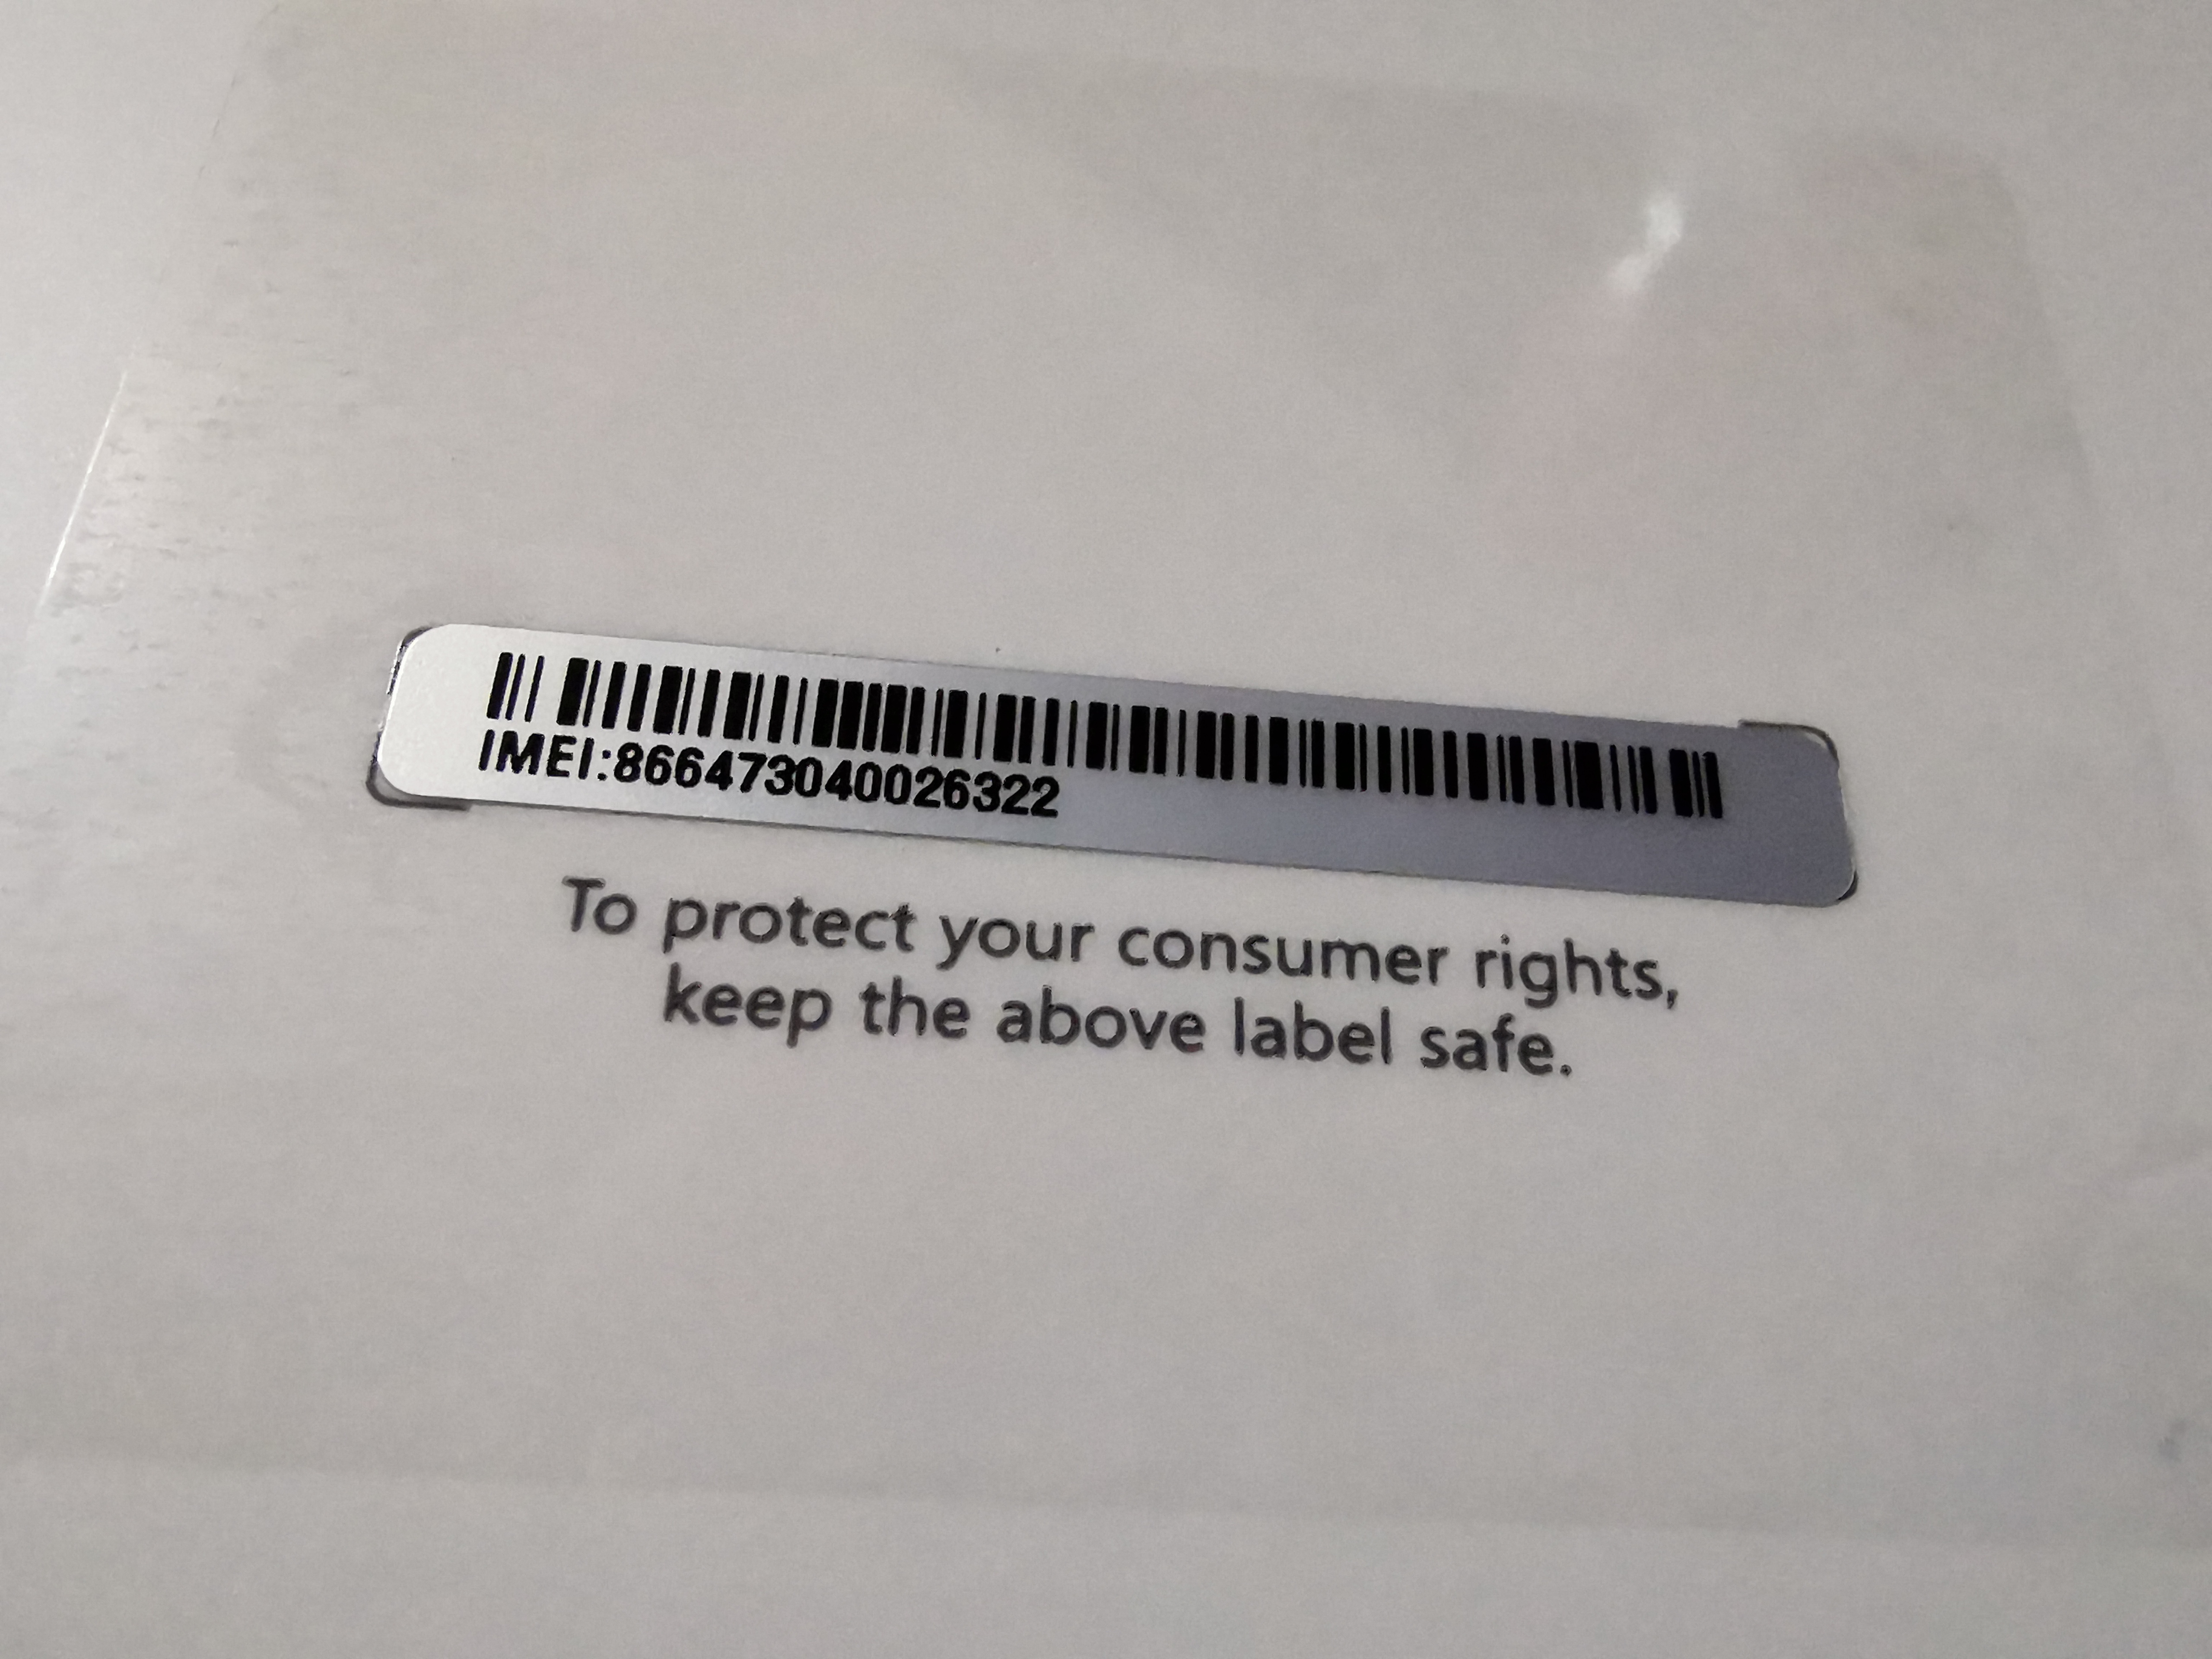 IMEI:866473040026322
To protect your consumer rights,
keep the above label safe.